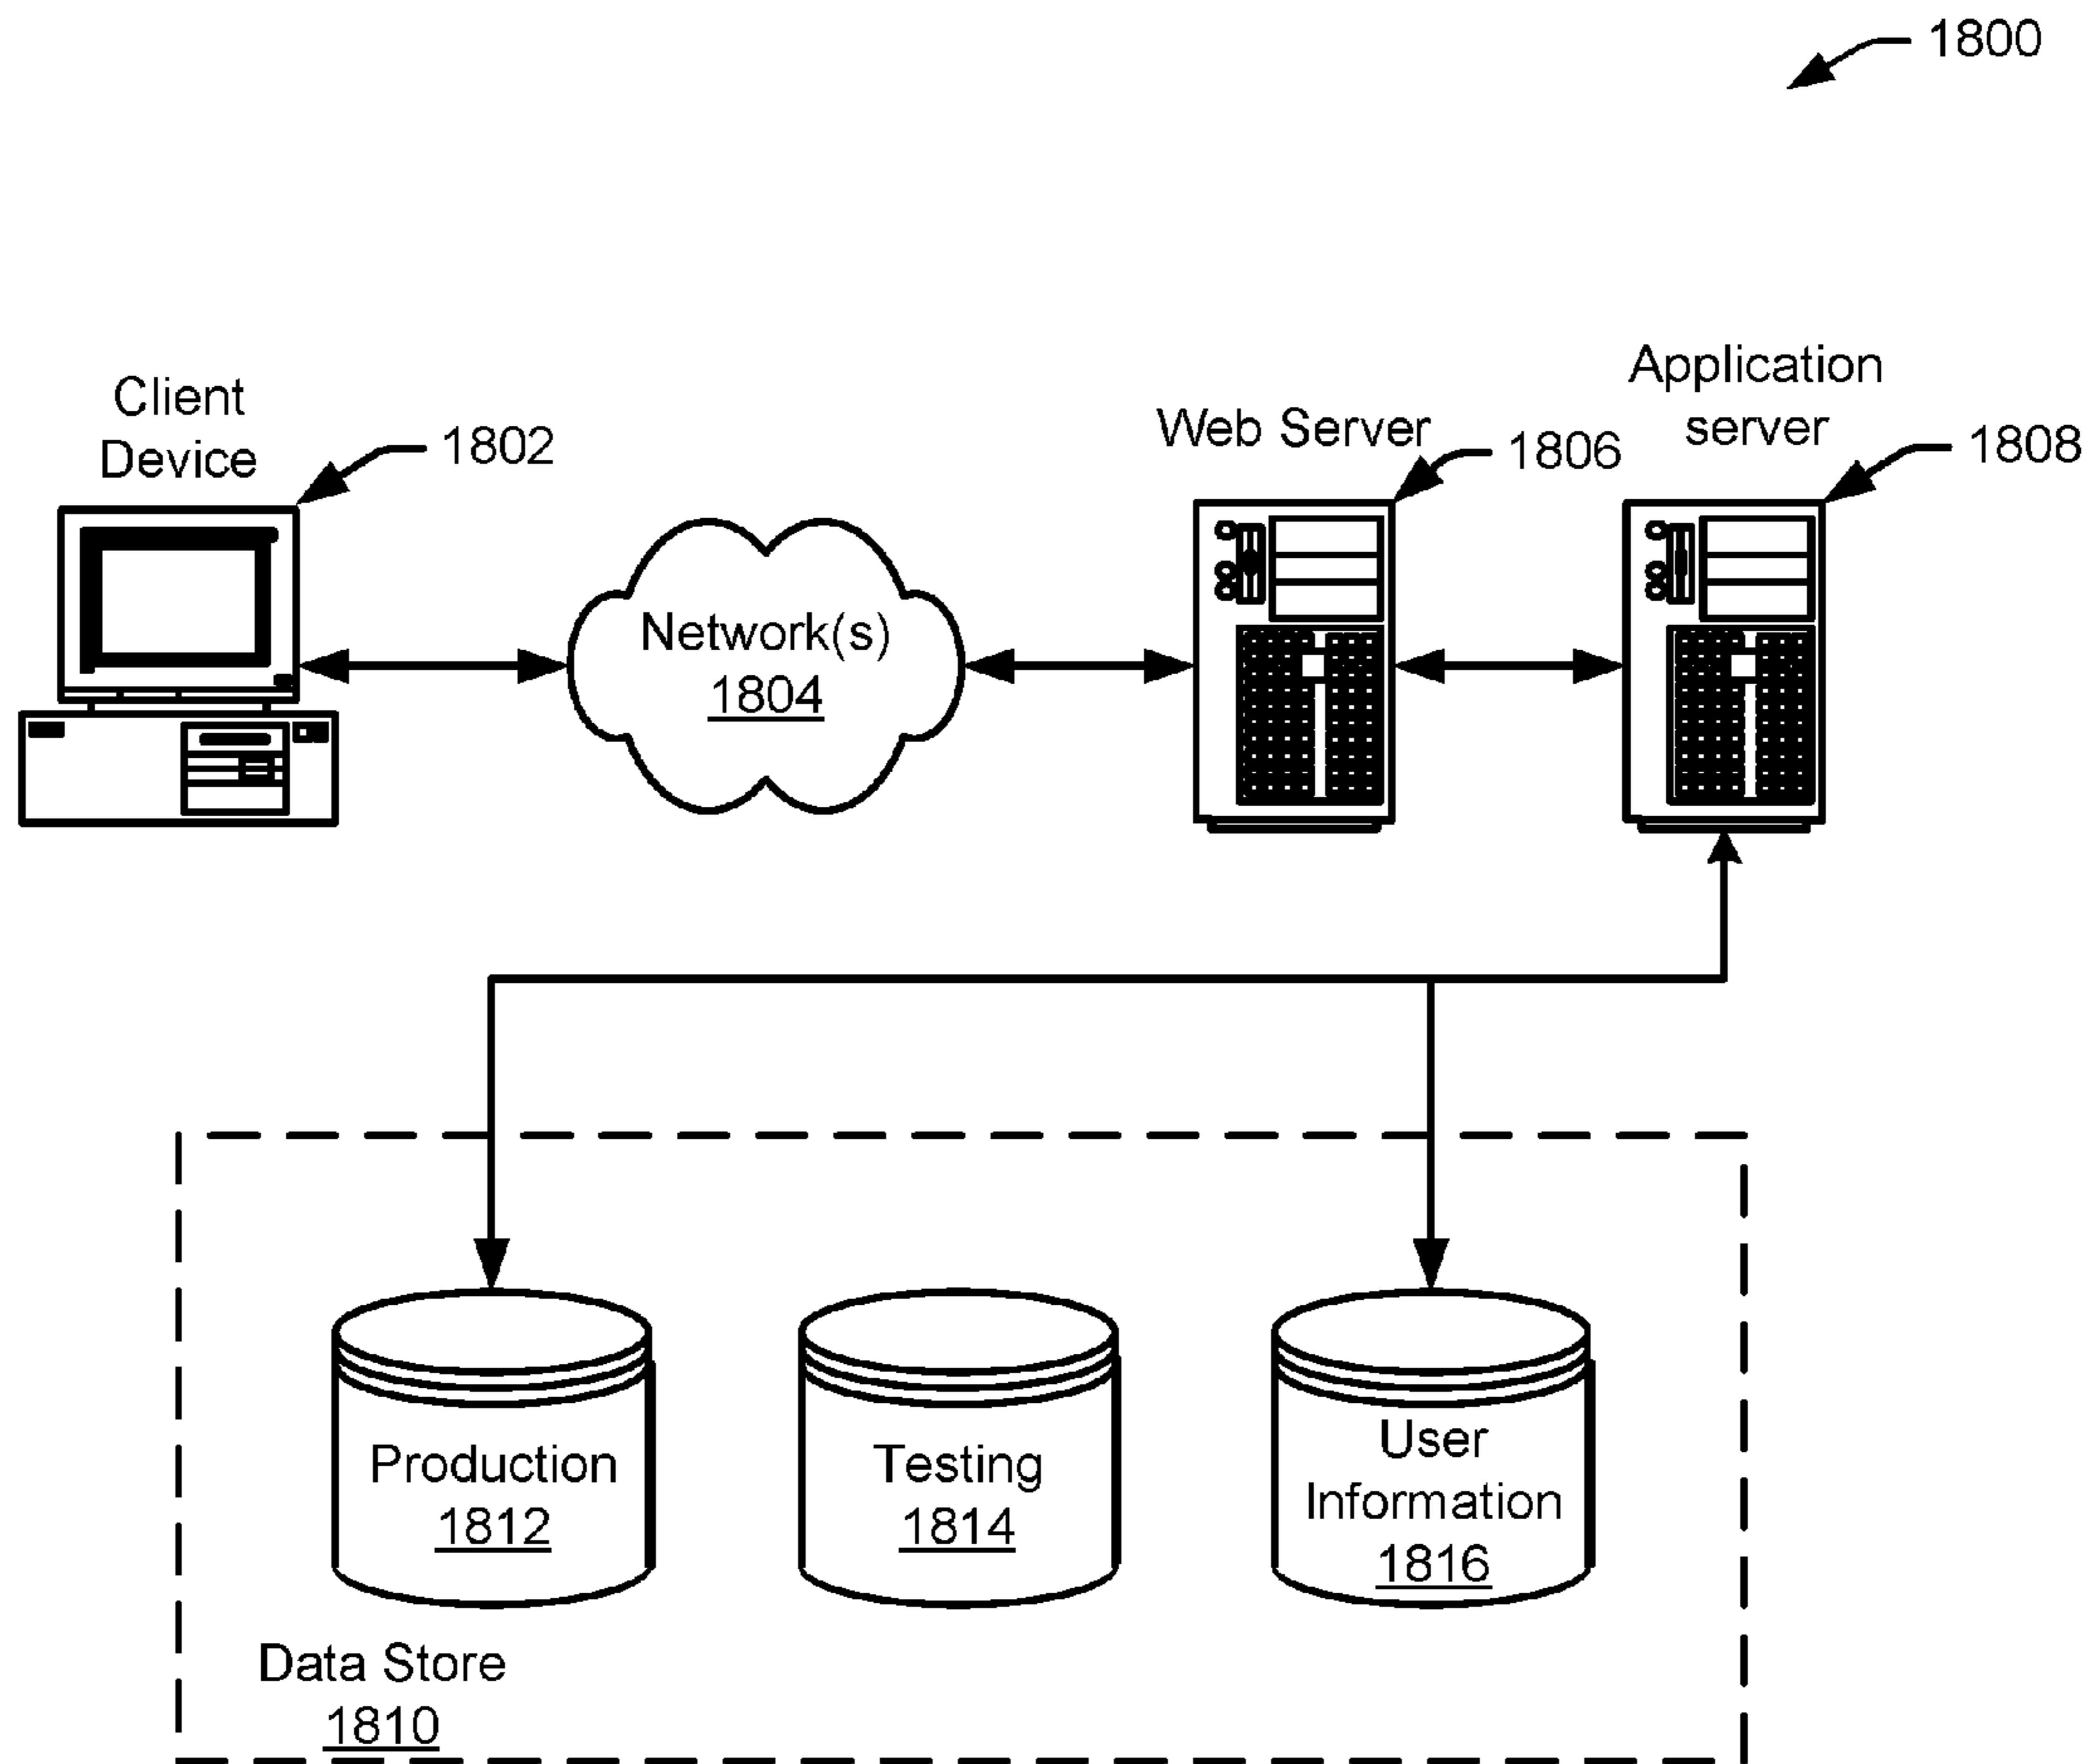 1800
Client
Device
1802
Network(s)
1804
Web Server
1806
Application
server
1808
Production
1812
Testing
1814
User
Information
1816
Data Store
1810